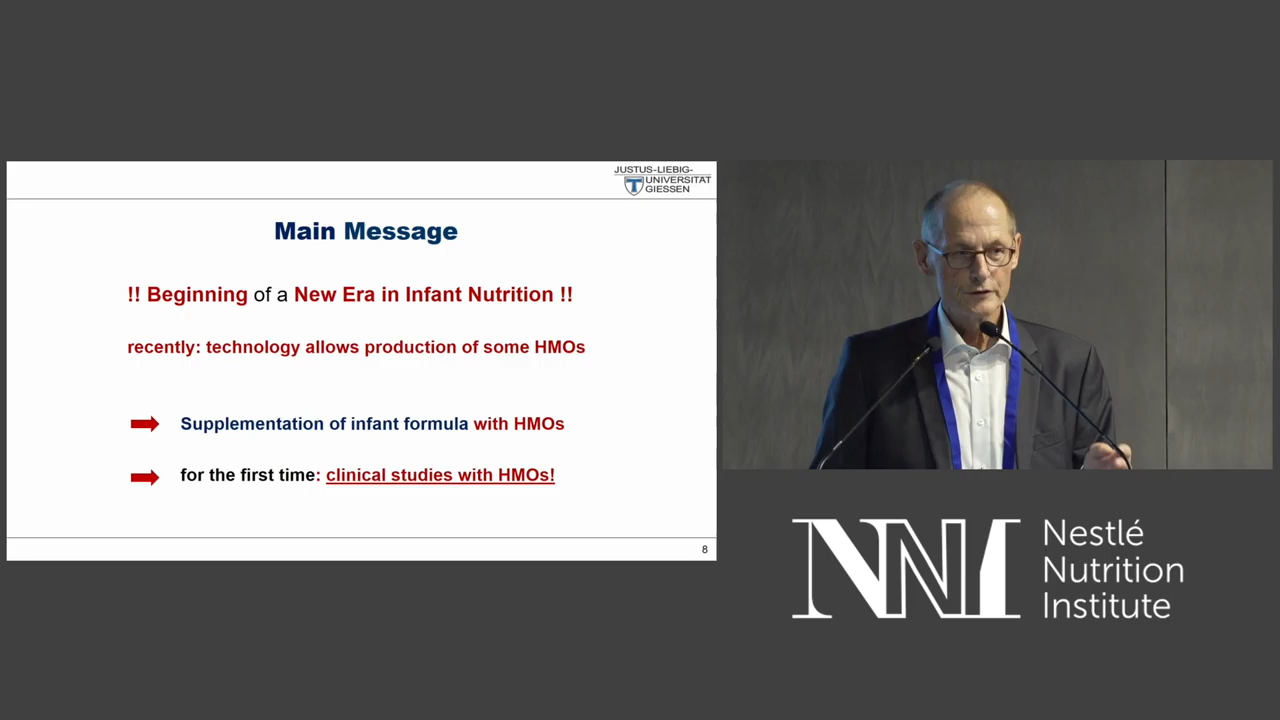 JUSTUS-LIEBIG-
UNIVERSITÄT
GIESSEN
Main Message
!! Beginning of a New Era in Infant Nutrition !!
recently: technology allows production of some HMOs
Supplementation of infant formula with HMOs
for the first time: clinical studies with HMOs!
8
NNI
Nestlé
Nutrition
Institute